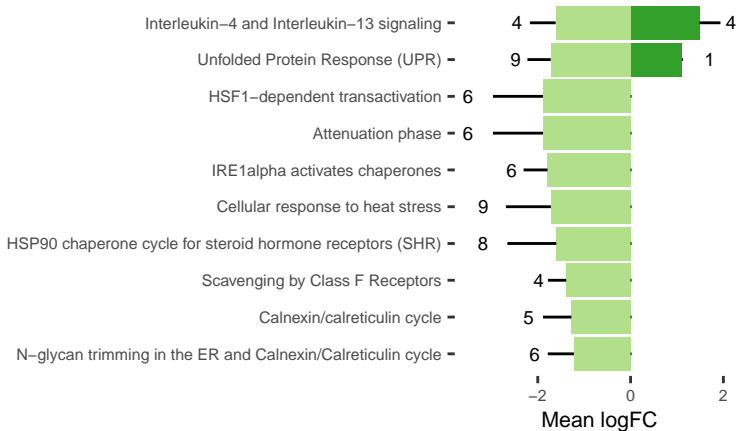 Interleukin−4 and Interleukin−13 signaling 4 4
Unfolded Protein Response (UPR) 9 1
HSF1−dependent transactivation 6
Attenuation phase 6
IRE1alpha activates chaperones 6
Cellular response to heat stress 9
HSP90 chaperone cycle for steroid hormone receptors (SHR) 8
Scavenging by Class F Receptors 4
Calnexin/calreticulin cycle 5
N−glycan trimming in the ER and Calnexin/Calreticulin cycle 6
−2 0 2
Mean logFC